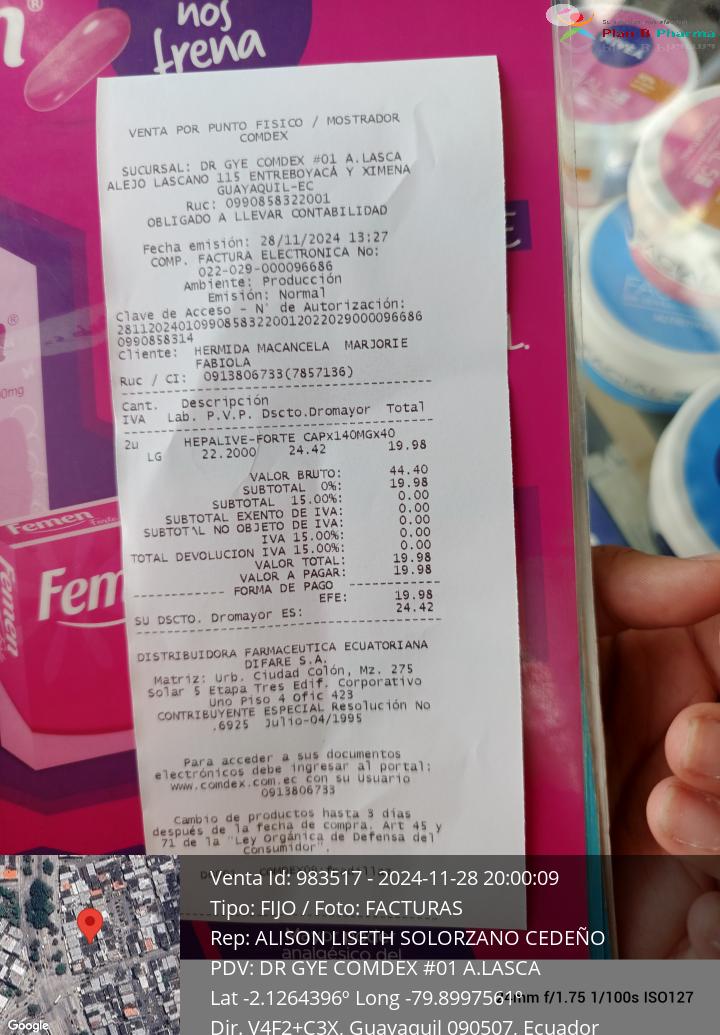 nos
frena
Plan B Pharma
VENTA POR PUNTO FISICO / MOSTRADOR
COMDEX
SUCURSAL: DR GYE COMDEX #01 A.LASCA
ALEJO LASCANO 115 ENTREBOYACÁ Y XIMENA
GUAYAQUIL-EC
Ruc: 0990858322001
OBLIGADO A LLEVAR CONTABILIDAD
Fecha emisión: 28/11/2024 13:27
COMP. FACTURA ELECTRONICA No:
022-029-000096686
Ambiente: Producción
Emisión: Normal
Clave de Acceso - N° de Autorización:
281120240109908583220012022029000096686
0990858314
Cliente: HERMIDA MACANCELA MARJORIE
FABIOLA
Ruc / CI: 0913806733(7857136)
Cant. Descripción
IVA Lab. P.V.P. Dscto.Dromayor Total
2u HEPALIVE-FORTE CAPx140MGx40
LG 22.2000 24.42 19.98
VALOR BRUTO: 44.40
SUBTOTAL 0%: 19.98
SUBTOTAL 15.00%: 0.00
SUBTOTAL EXENTO DE IVA: 0.00
SUBTOTAL NO OBJETO DE IVA: 0.00
IVA 15.00%: 0.00
TOTAL DEVOLUCION IVA 15.00%: 0.00
VALOR TOTAL: 19.98
VALOR A PAGAR: 19.98
FORMA DE PAGO
EFE: 19.98
SU DSCTO. Dromayor ES: 24.42
DISTRIBUIDORA FARMACEUTICA ECUATORIANA
DIFARE S.A.
Matriz: Urb. Ciudad Colón, Mz. 275
Solar 5 Etapa Tres Edif. Corporativo
Uno Piso 4 Ofic 423
CONTRIBUYENTE ESPECIAL Resolución No
.6925 Julio-04/1995
Para acceder a sus documentos
electrónicos debe ingresar al portal:
www.comdex.com.ec con su Usuario
0913806733
Cambio de productos hasta 3 días
después de la fecha de compra. Art 45 y
71 de la "Ley Orgánica de Defensa del
Consumidor".
Femen
Femen
Fem
Venta Id: 983517 - 2024-11-28 20:00:09
Tipo: FIJO / Foto: FACTURAS
Rep: ALISON LISETH SOLORZANO CEDEÑO
PDV: DR GYE COMDEX #01 A.LASCA
Lat -2.1264396º Long -79.8997561º
mm f/1.75 1/100s ISO127
Dir. V4F2+C3X, Guayaquil 090507, Ecuador
Google